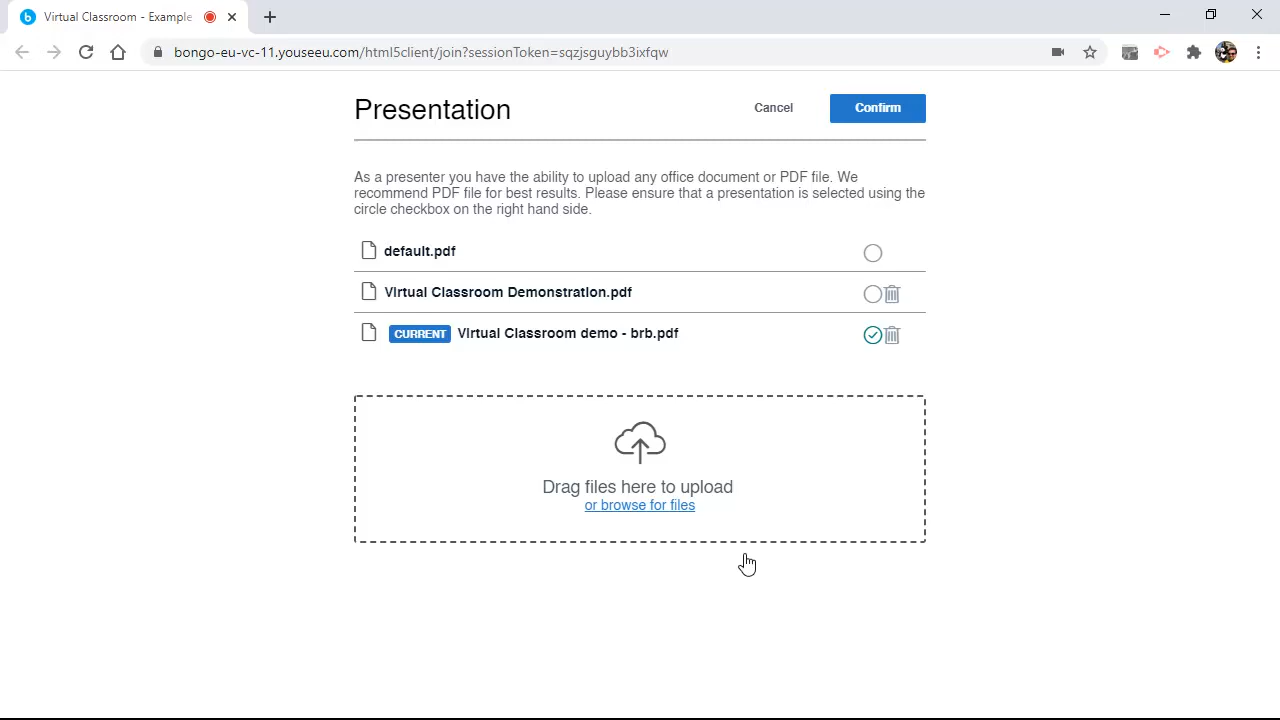 Virtual Classroom - Example
bongo-eu-vc-11.youseeu.com/html5client/join?sessionToken=sqzjsguybb3ixfqw
Presentation
Cancel
Confirm
As a presenter you have the ability to upload any office document or PDF file. We
recommend PDF file for best results. Please ensure that a presentation is selected using the
circle checkbox on the right hand side.
default.pdf
Virtual Classroom Demonstration.pdf
CURRENT Virtual Classroom demo - brb.pdf
Drag files here to upload
or browse for files